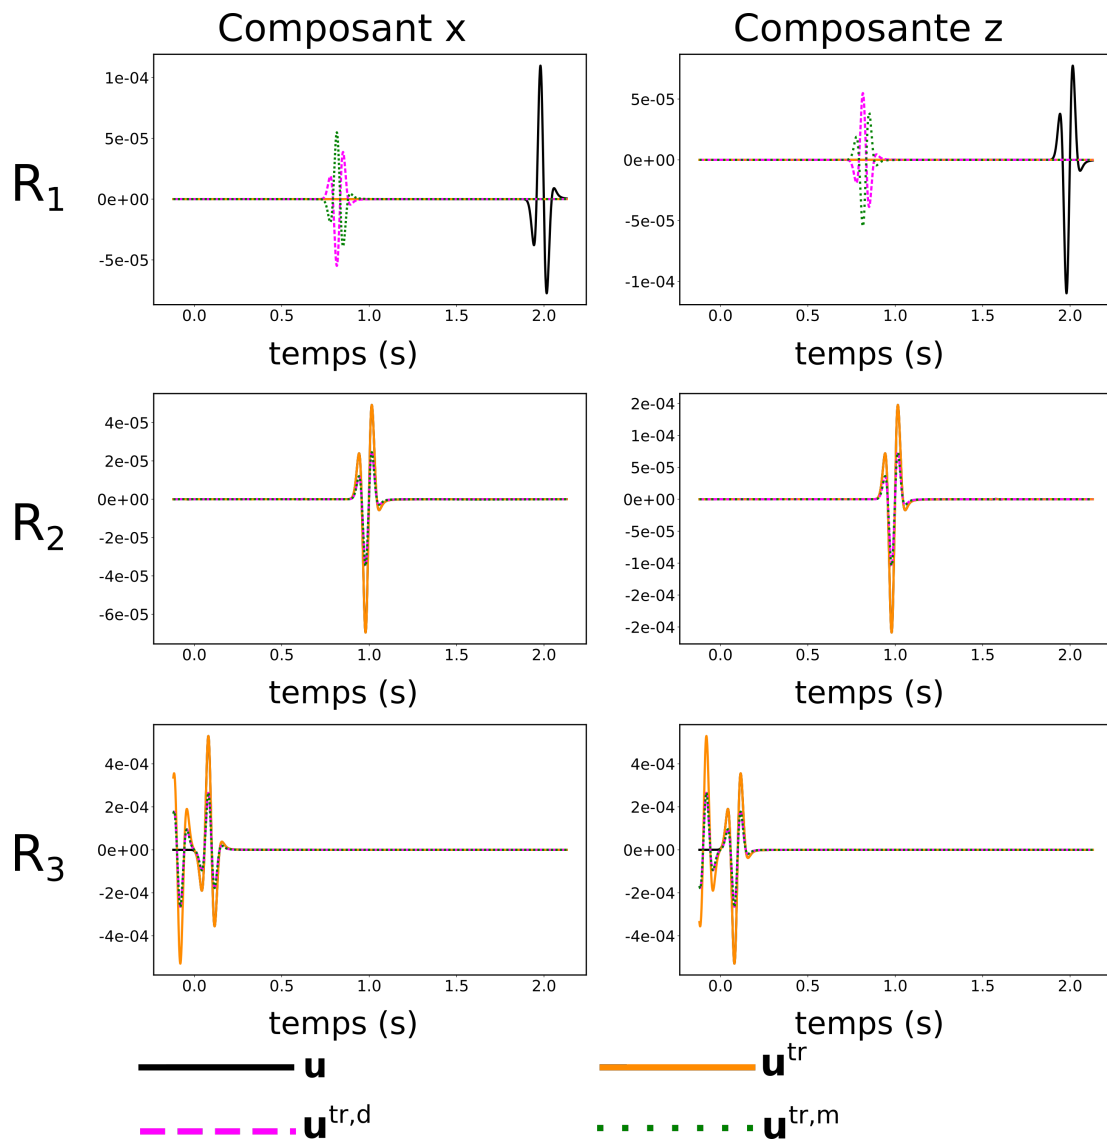 Composant x
Composante z
R1
1e-04
5e-05
0e+00
-5e-05
0.0 0.5 1.0 1.5 2.0
temps (s)
5e-05
0e+00
-5e-05
-1e-04
0.0 0.5 1.0 1.5 2.0
temps (s)
R2
4e-05
2e-05
0e+00
-2e-05
-4e-05
-6e-05
0.0 0.5 1.0 1.5 2.0
temps (s)
2e-04
1e-04
5e-05
0e+00
-5e-05
-1e-04
-2e-04
-2e-04
0.0 0.5 1.0 1.5 2.0
temps (s)
R3
4e-04
2e-04
0e+00
-2e-04
-4e-04
0.0 0.5 1.0 1.5 2.0
temps (s)
4e-04
2e-04
0e+00
-2e-04
-4e-04
0.0 0.5 1.0 1.5 2.0
temps (s)
u
u^tr
u^tr,d
u^tr,m